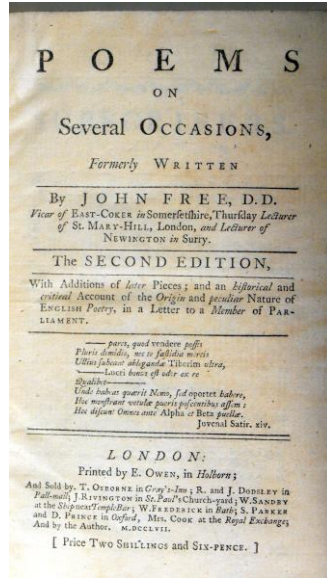 POEMS
ON
Several OCCASIONS,
Formerly WRITTEN
By JOHN FREE, D.D.
Vicar of EAST-COKER in Somersetshire, Thursday Lecturer
of St. MARY-HILL, London, and Lecturer of
NEWINGTON in Surry.
The SECOND EDITION,
With Additions of later Pieces; and an historical and
critical Account of the Origin and peculiar Nature of
ENGLISH Poetry, in a Letter to a Member of PAR-
LIAMENT.
—— pares, quod vendere possis
Pluris dimidio, nec te fastidia mercis
Ullius subeant ablegandæ Tiberim ultra,
—— Lucri bonus est odor ex re
Qualibet ——
Unde habeas quærit Nemo, sed oportet habere,
Hoc monstrant vetulæ pueris poscentibus assem:
Hoc discunt Omnes ante Alpha et Beta puellæ.
Juvenal Satir. xiv.
LONDON:
Printed by E. OWEN, in Holborn;
And Sold by. T. OSBORNE in Gray's-Inn; R. and J. DODSLEY in
Pall-mall; J. RIVINGTON in St. Paul's Church-yard; W. SANDBY
at the Ship near Temple Bar; W. FREDERICK in Bath; S. PARKER
and D. PRINCE in Oxford, Mrs. COOK at the Royal Exchange;
And by the Author. M.DCCLVII.
[ Price Two SHILLINGS and SIX-PENCE. ]